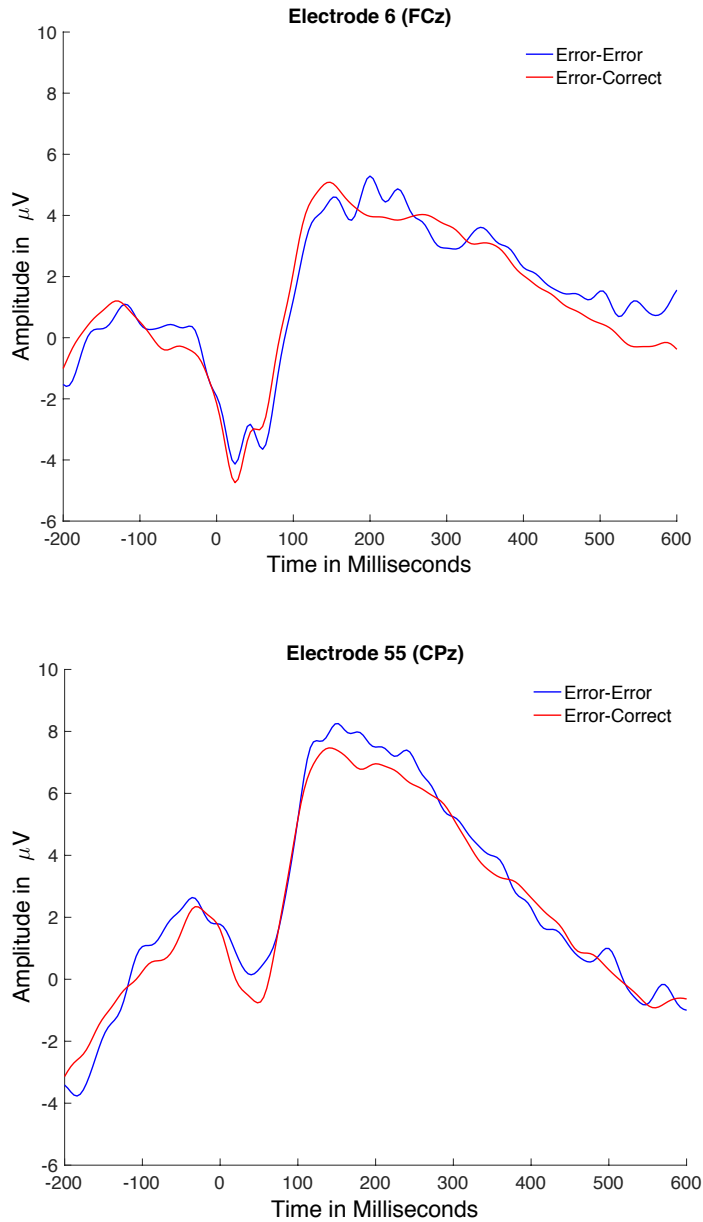 Electrode 6 (FCz)
Error-Error
Error-Correct
Amplitude in μV
10
8
6
4
2
0
-2
-4
-6
-200 -100 0 100 200 300 400 500 600
Time in Milliseconds
Electrode 55 (CPz)
Error-Error
Error-Correct
Amplitude in μV
10
8
6
4
2
0
-2
-4
-6
-200 -100 0 100 200 300 400 500 600
Time in Milliseconds